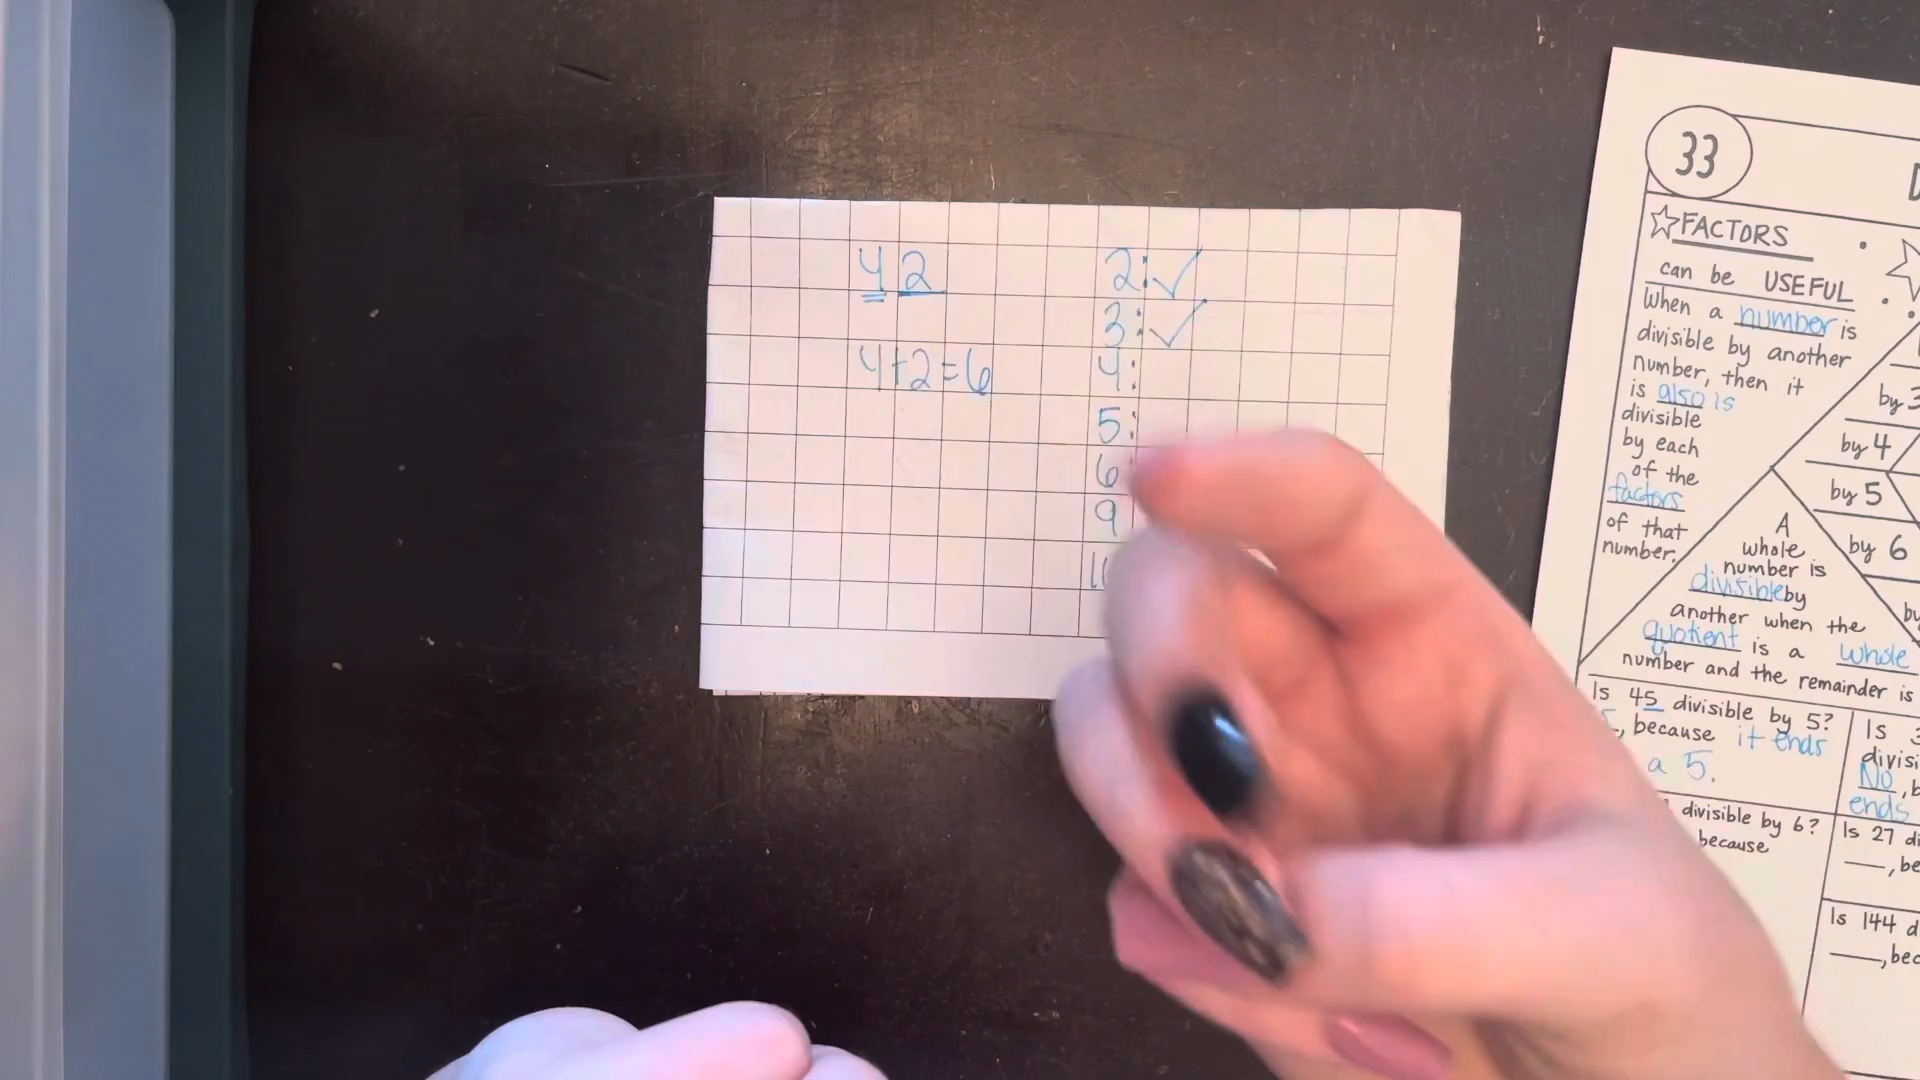 42
4+2=6
2:✓
3:✓
4:
5:
6
9
33
☆FACTORS
can be USEFUL
When a number is
divisible by another
number, then it
is also is
divisible
by each
of the
factors
of that
number.
by 3
by 4
by 5
by 6
A
whole
number is
divisible by
another when the
quotient is a whole
number and the remainder is
Is 45 divisible by 5?
, because it ends
a 5.
Is
No, b
ends
divisible by 6?
because
Is 27 di
___, be
Is 144 d
___, bec